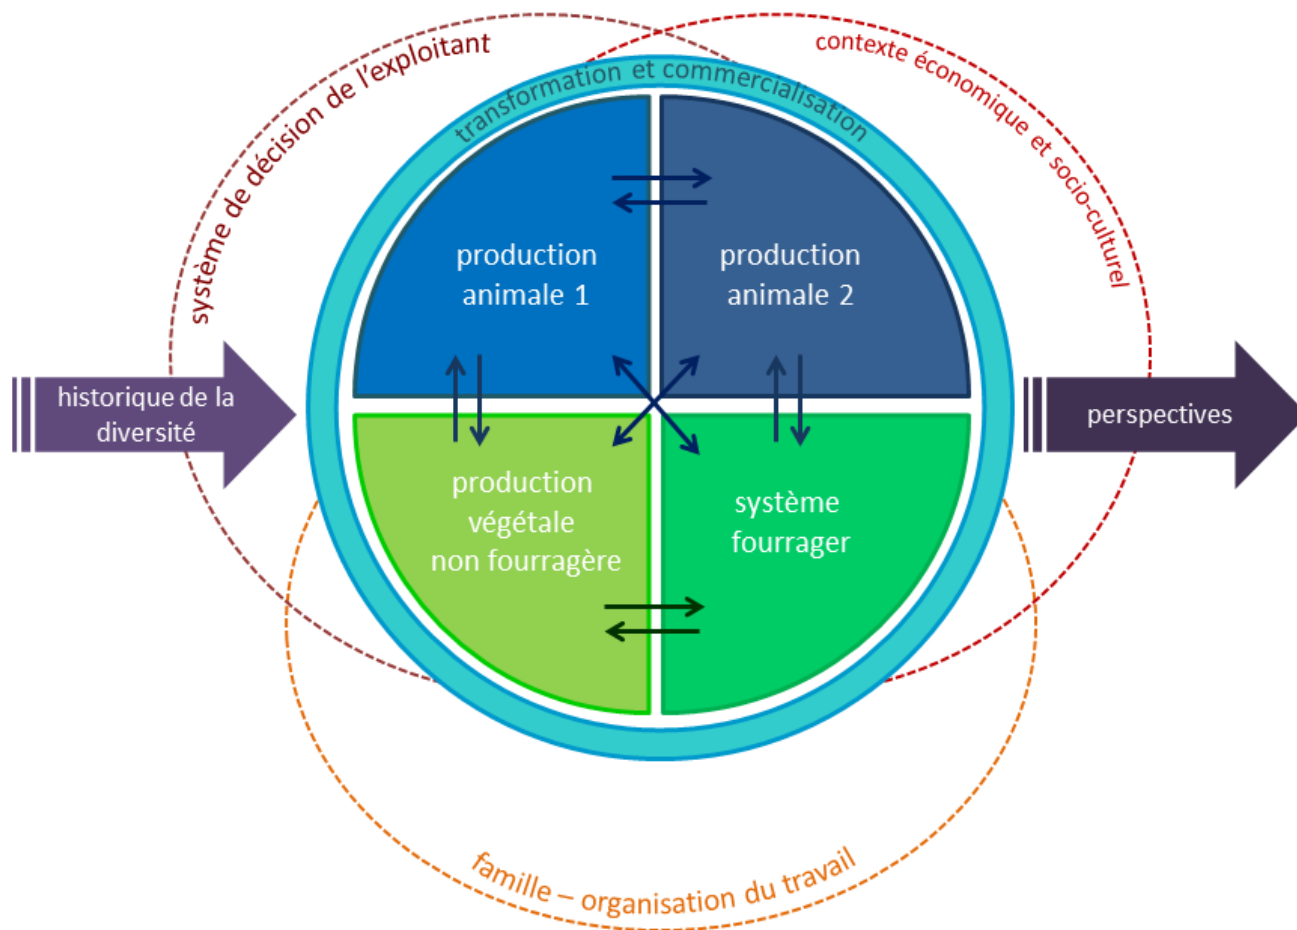 système de décision de l'exploitant
contexte économique et socio-culturel
transformation et commercialisation
production
animale 1
production
animale 2
historique de la
diversité
perspectives
production
végétale
non fourragère
système
fourrager
famille – organisation du travail